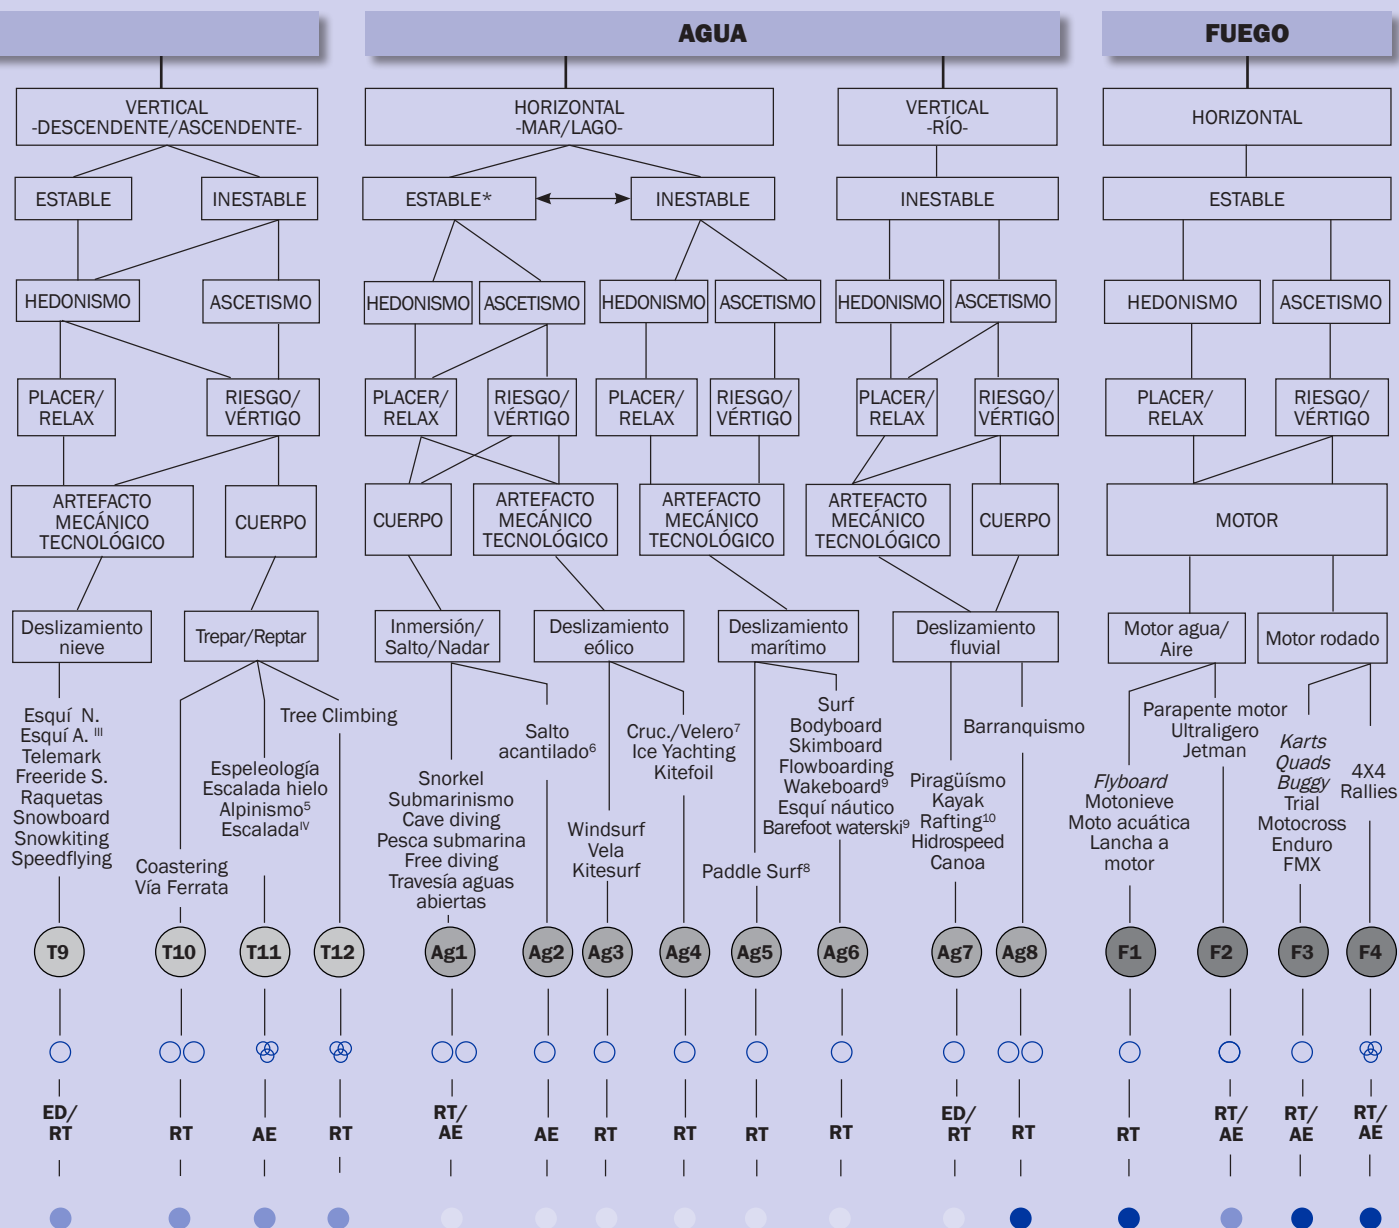 AGUA
FUEGO
VERTICAL
-DESCENDENTE/ASCENDENTE-
HORIZONTAL
-MAR/LAGO-
VERTICAL
-RÍO-
HORIZONTAL
ESTABLE
INESTABLE
ESTABLE*
INESTABLE
INESTABLE
ESTABLE
HEDONISMO
ASCETISMO
HEDONISMO
ASCETISMO
HEDONISMO
ASCETISMO
HEDONISMO
ASCETISMO
HEDONISMO
ASCETISMO
PLACER/
RELAX
RIESGO/
VÉRTIGO
PLACER/
RELAX
RIESGO/
VÉRTIGO
PLACER/
RELAX
RIESGO/
VÉRTIGO
PLACER/
RELAX
RIESGO/
VÉRTIGO
PLACER/
RELAX
RIESGO/
VÉRTIGO
ARTEFACTO
MECÁNICO
TECNOLÓGICO
CUERPO
CUERPO
ARTEFACTO
MECÁNICO
TECNOLÓGICO
ARTEFACTO
MECÁNICO
TECNOLÓGICO
ARTEFACTO
MECÁNICO
TECNOLÓGICO
CUERPO
MOTOR
Deslizamiento
nieve
Trepar/Reptar
Inmersión/
Salto/Nadar
Deslizamiento
eólico
Deslizamiento
marítimo
Deslizamiento
fluvial
Motor agua/
Aire
Motor rodado
Esquí N.
Esquí A. III
Telemark
Freeride S.
Raquetas
Snowboard
Snowkiting
Speedflying
Coastering
Vía Ferrata
Espeleología
Escalada hielo
Alpinismo5
EscaladaIV
Tree Climbing
Snorkel
Submarinismo
Cave diving
Pesca submarina
Free diving
Travesía aguas
abiertas
Salto
acantilado6
Windsurf
Vela
Kitesurf
Cruc./Velero7
Ice Yachting
Kitefoil
Paddle Surf8
Surf
Bodyboard
Skimboard
Flowboarding
Wakeboard9
Esquí náutico
Barefoot waterski9
Piragüísmo
Kayak
Rafting10
Hidrospeed
Canoa
Barranquismo
Flyboard
Motonieve
Moto acuática
Lancha a
motor
Parapente motor
Ultraligero
Jetman
Karts
Quads
Buggy
Trial
Motocross
Enduro
FMX
4X4
Rallies
T9
T10
T11
T12
Ag1
Ag2
Ag3
Ag4
Ag5
Ag6
Ag7
Ag8
F1
F2
F3
F4
ED/
RT
RT
AE
RT
RT/
AE
AE
RT
RT
RT
RT
ED/
RT
RT
RT
RT/
AE
RT/
AE
RT/
AE